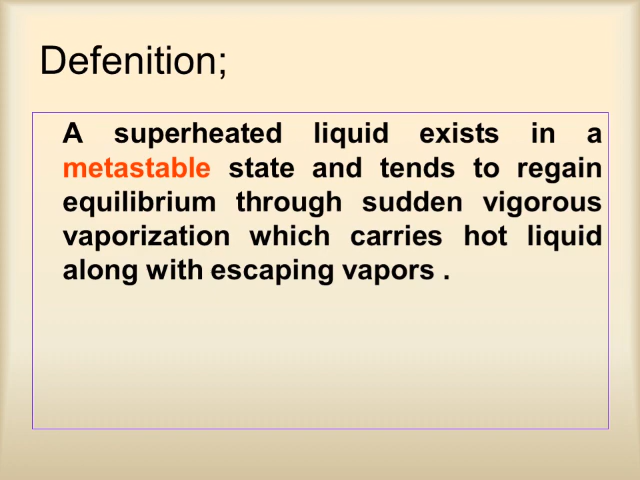 Defenition;
A superheated liquid exists in a
metastable state and tends to regain
equilibrium through sudden vigorous
vaporization which carries hot liquid
along with escaping vapors .